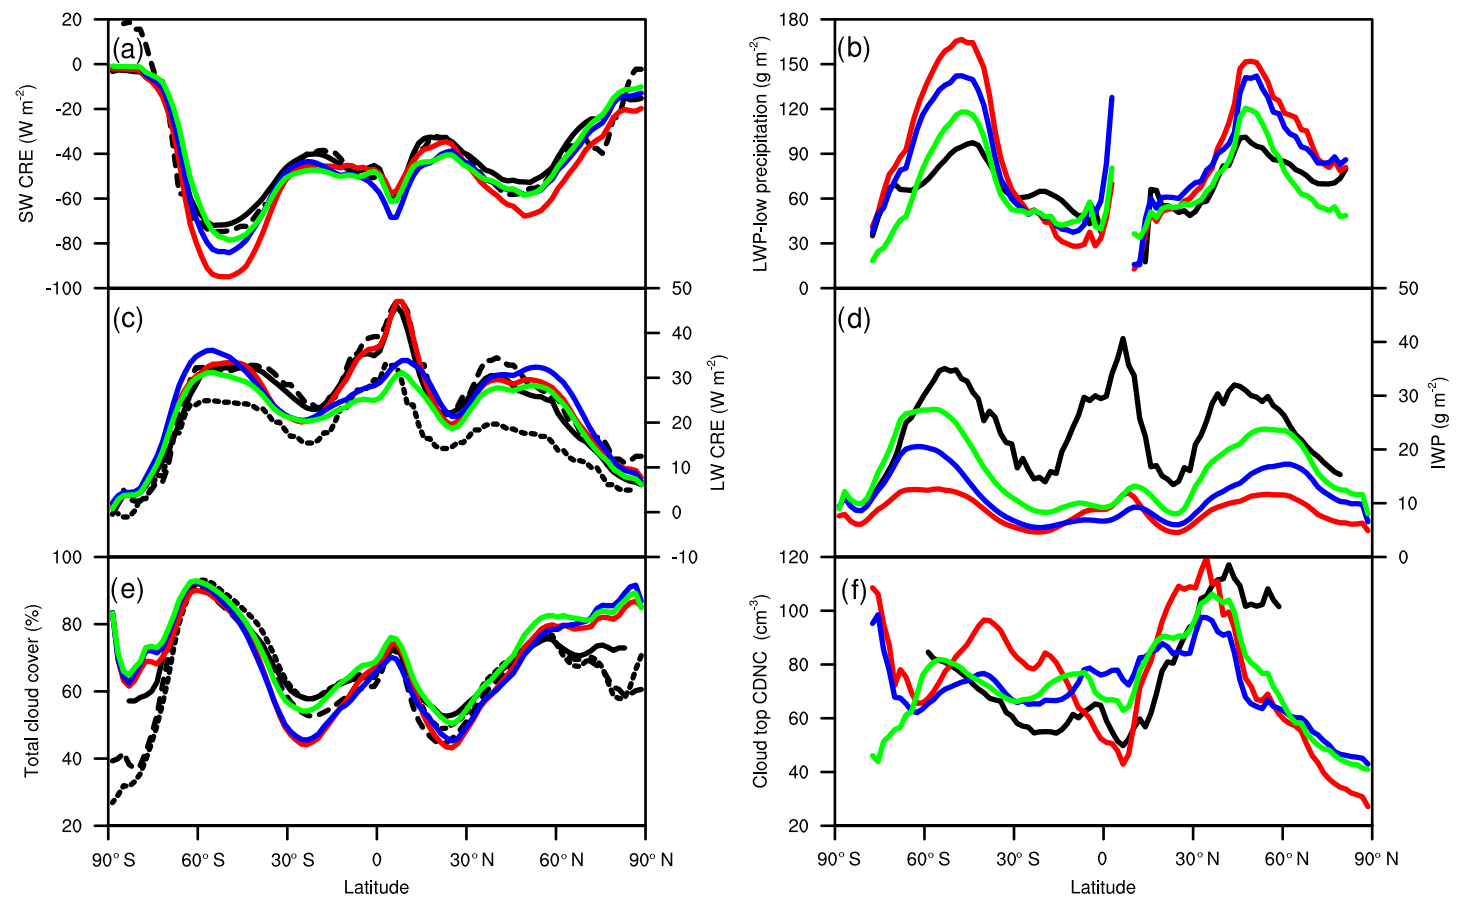 (a)
SW CRE (W m-2)
20
0
-20
-40
-60
-80
-100
(b)
LWP-low precipitation (g m-2)
180
150
120
90
60
30
0
(c)
LW CRE (W m-2)
50
40
30
20
10
0
-10
(d)
IWP (g m-2)
50
40
30
20
10
0
(e)
Total cloud cover (%)
100
80
60
40
20
90° S 60° S 30° S 0 30° N 60° N 90° N
Latitude
(f)
Cloud top CDNC (cm-3)
120
100
80
60
40
20
90° S 60° S 30° S 0 30° N 60° N 90° N
Latitude